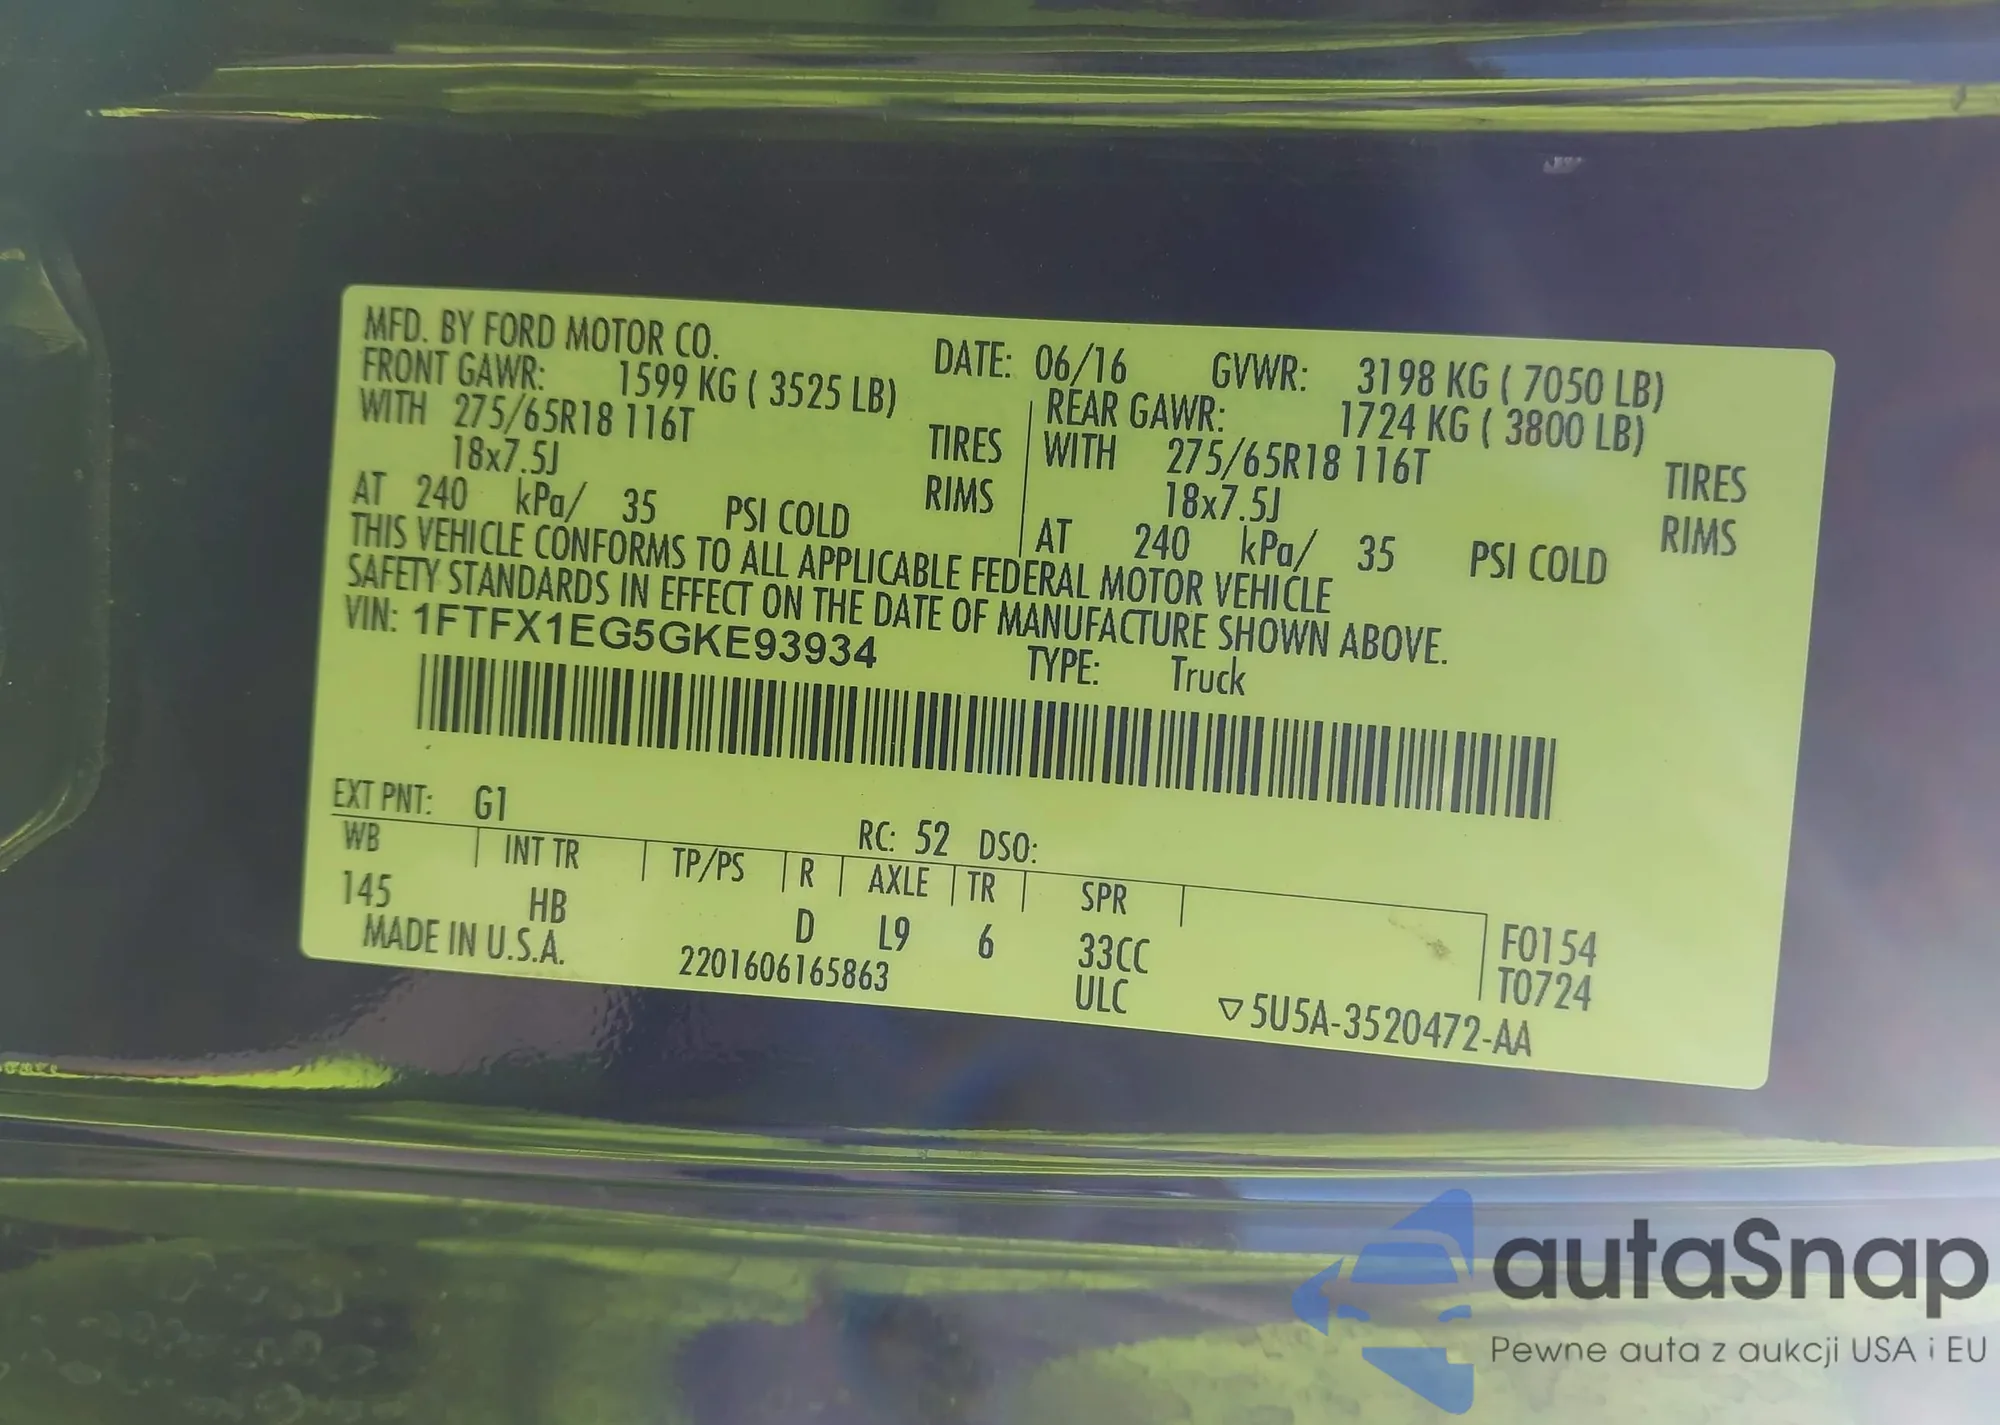 MFD. BY FORD MOTOR CO. DATE: 06/16 GVWR: 3198 KG ( 7050 LB)
FRONT GAWR: 1599 KG ( 3525 LB) REAR GAWR: 1724 KG ( 3800 LB)
WITH 275/65R18 116T TIRES WITH 275/65R18 116T TIRES
18x7.5J RIMS 18x7.5J RIMS
AT 240 kPa/ 35 PSI COLD AT 240 kPa/ 35 PSI COLD
THIS VEHICLE CONFORMS TO ALL APPLICABLE FEDERAL MOTOR VEHICLE
SAFETY STANDARDS IN EFFECT ON THE DATE OF MANUFACTURE SHOWN ABOVE.
VIN: 1FTFX1EG5GKE93934 TYPE: Truck
EXT PNT: G1 RC: 52 DSO:
WB INT TR TP/PS R AXLE TR SPR
145 HB D L9 6 33CC F0154
MADE IN U.S.A. 2201606165863 ULC T0724
▽5U5A-3520472-AA
autaSnap
Pewne auta z aukcji USA i EU